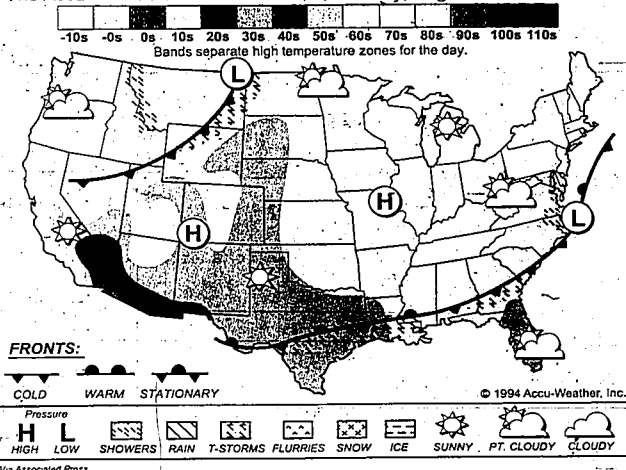 -10s -0s 0s 10s 20s 30s 40s 50s 60s 70s 80s 90s 100s 110s
Bands separate high temperature zones for the day.
L
H
H
L
FRONTS:
COLD WARM STATIONARY
© 1994 Accu-Weather, Inc.
Pressure
H L
HIGH LOW SHOWERS RAIN T-STORMS FLURRIES SNOW ICE SUNNY PT. CLOUDY CLOUDY
Via Associated Press